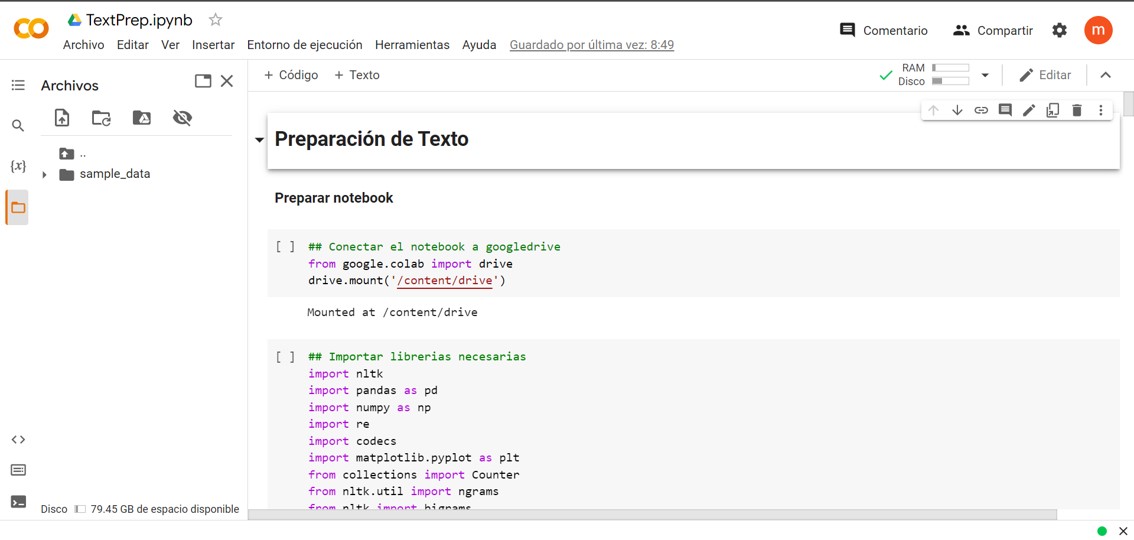 TextPrep.ipynb
Archivo Editar Ver Insertar Entorno de ejecución Herramientas Ayuda Guardado por última vez: 8:49
Comentario Compartir m
Archivos
+ Código + Texto
RAM
Disco
Editar
..
sample_data
{x}
Preparación de Texto
Preparar notebook
[ ] ## Conectar el notebook a googledrive
from google.colab import drive
drive.mount('/content/drive')
Mounted at /content/drive
[ ] ## Importar librerias necesarias
import nltk
import pandas as pd
import numpy as np
import re
import codecs
import matplotlib.pyplot as plt
from collections import Counter
from nltk.util import ngrams
from nltk import bigrams
Disco 79.45 GB de espacio disponible